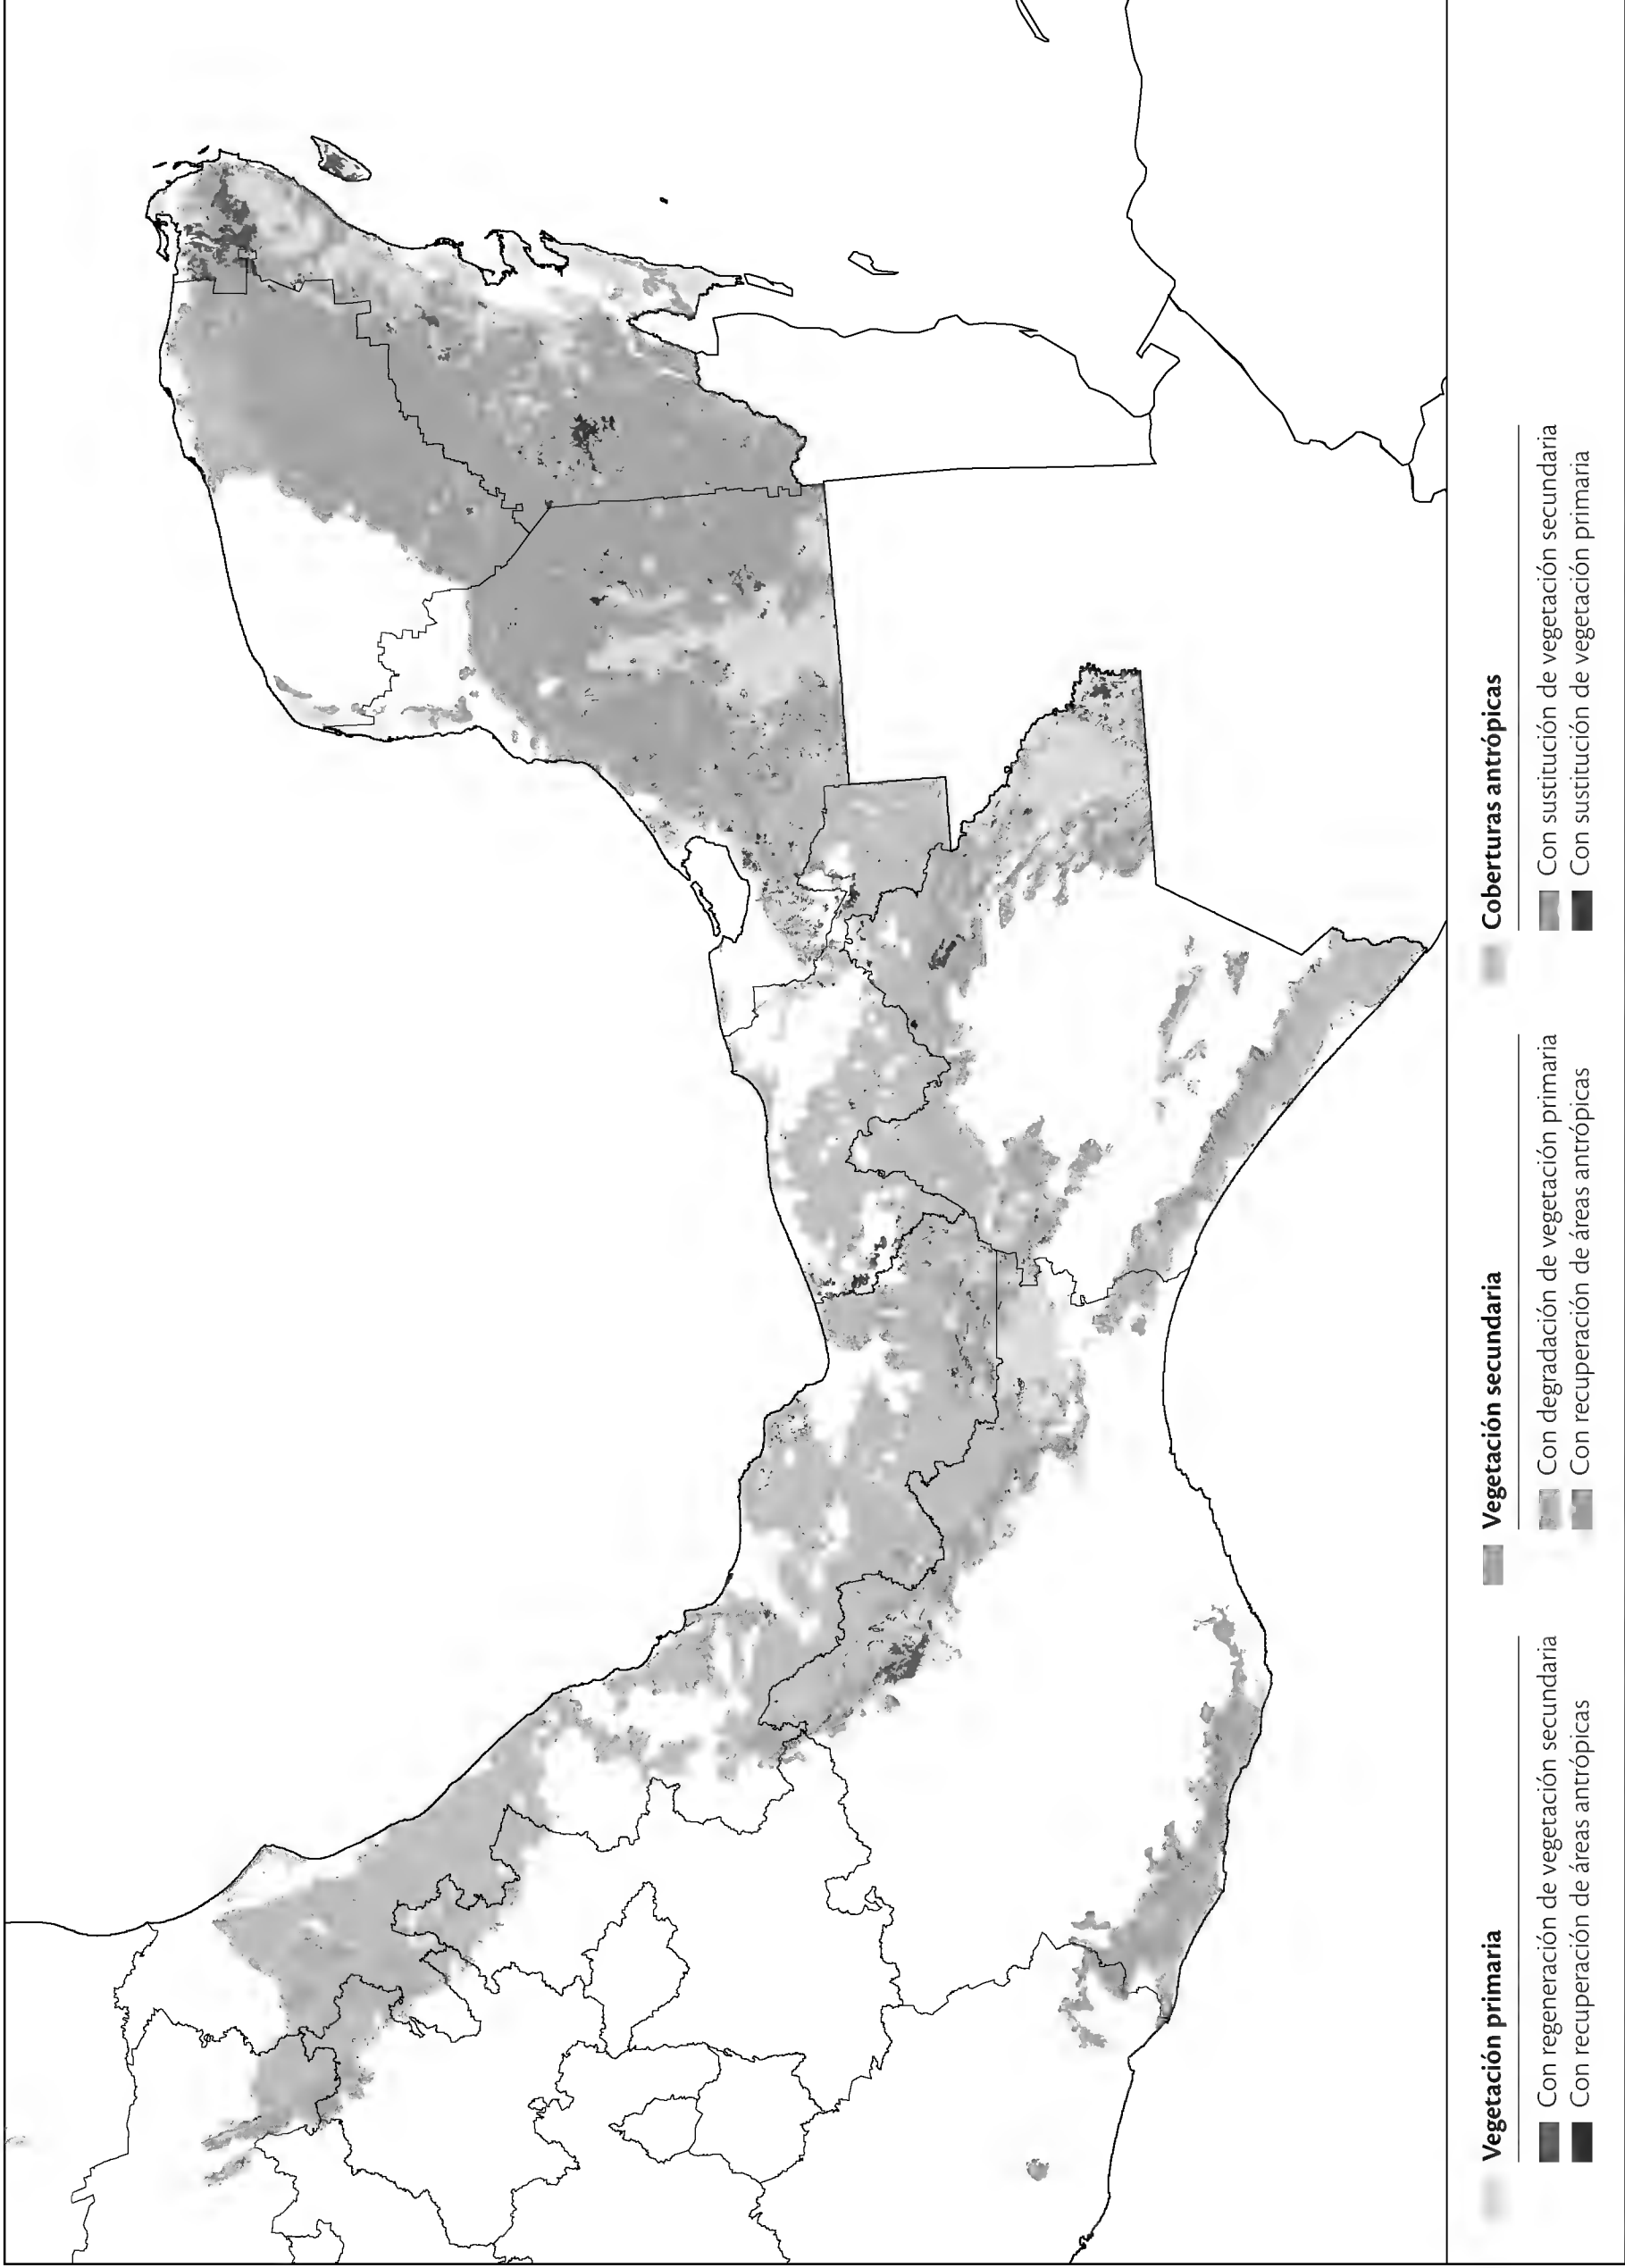 Vegetación primaria
Con regeneración de vegetación secundaria
Con recuperación de áreas antrópicas
Vegetación secundaria
Con degradación de vegetación primaria
Con recuperación de áreas antrópicas
Coberturas antrópicas
Con sustitución de vegetación secundaria
Con sustitución de vegetación primaria